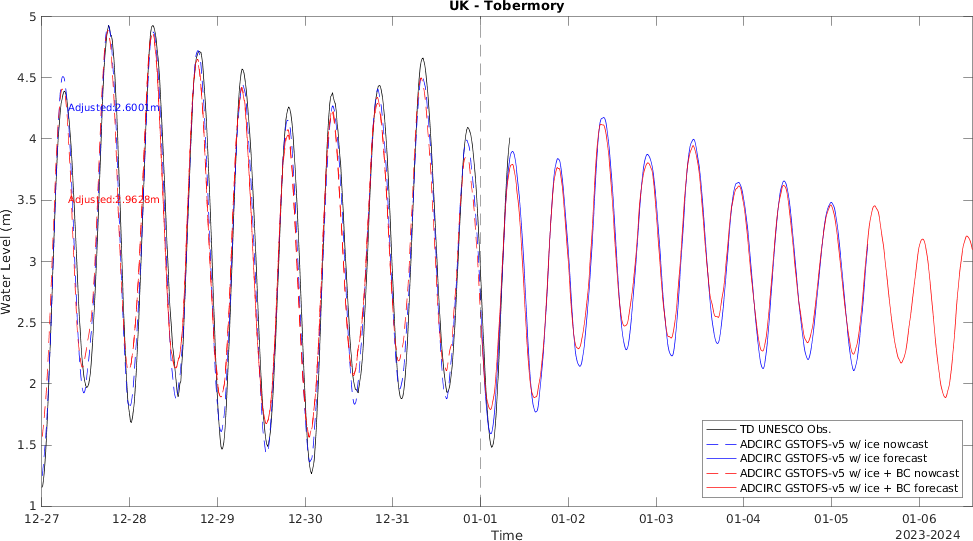 UK - Tobermory
5
4.5
4
3.5
3
2.5
2
1.5
1
Water Level (m)
Adjusted:2.6001m
Adjusted:2.9628m
TD UNESCO Obs.
ADCIRC GSTOFS-v5 w/ ice nowcast
ADCIRC GSTOFS-v5 w/ ice forecast
ADCIRC GSTOFS-v5 w/ ice + BC nowcast
ADCIRC GSTOFS-v5 w/ ice + BC forecast
12-27 12-28 12-29 12-30 12-31 01-01 01-02 01-03 01-04 01-05 01-06
Time
2023-2024